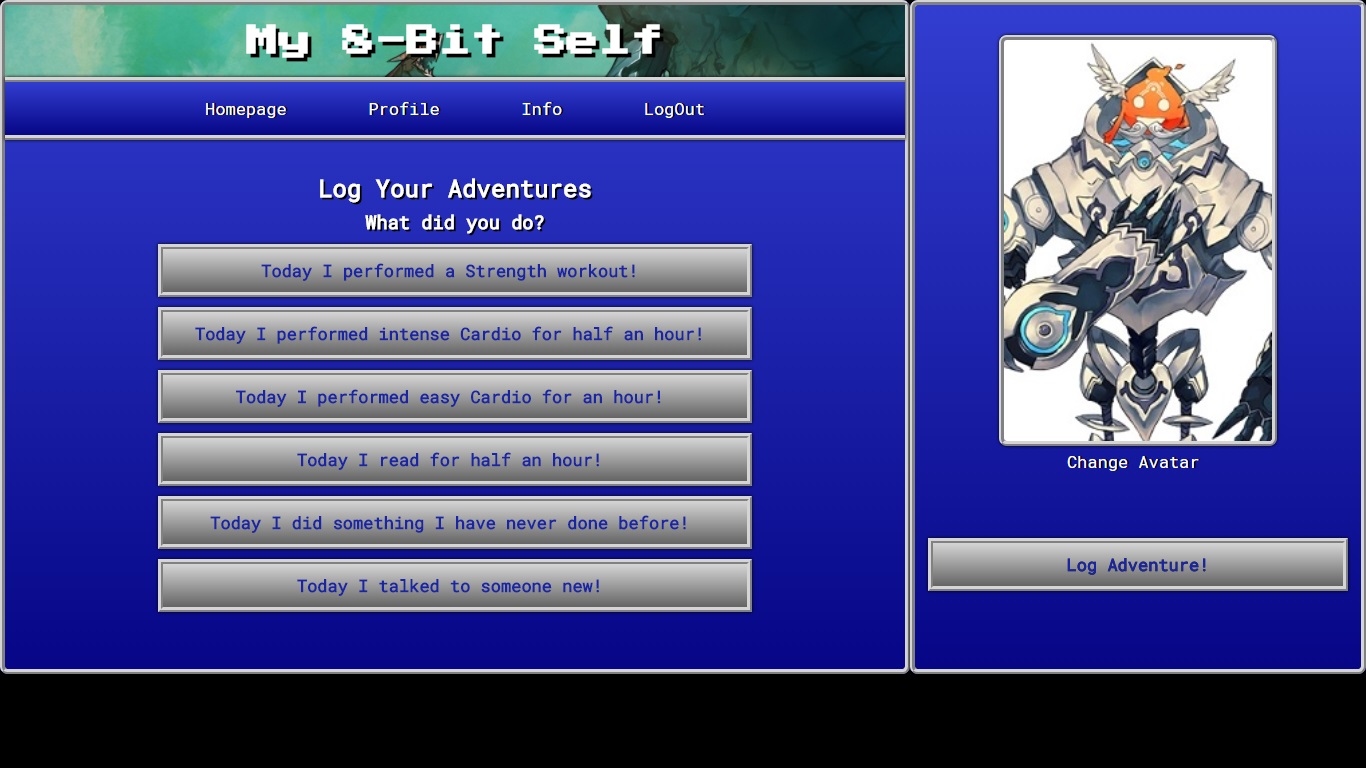 My 8-Bit Self
Homepage Profile Info LogOut
Log Your Adventures
What did you do?
Today I performed a Strength workout!
Today I performed intense Cardio for half an hour!
Today I performed easy Cardio for an hour!
Today I read for half an hour!
Today I did something I have never done before!
Today I talked to someone new!
Change Avatar
Log Adventure!